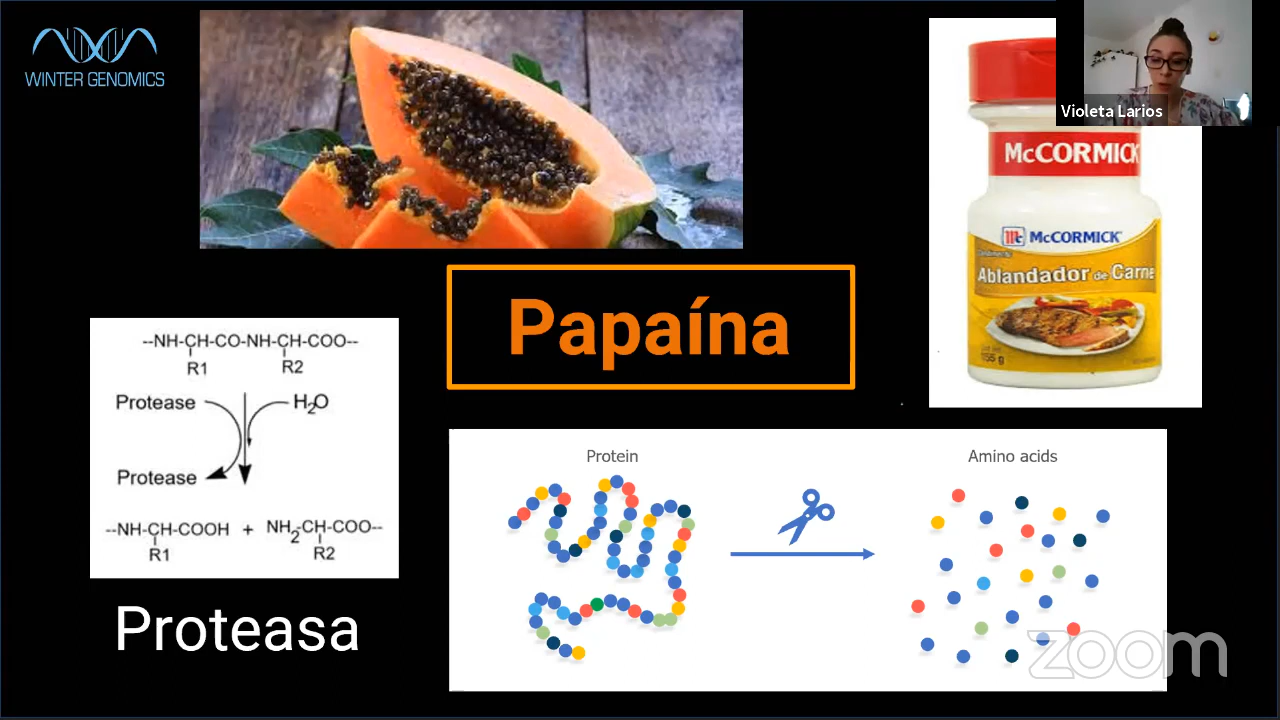 WINTER GENOMICS
Violeta Larios
McCORMICK
McCORMICK
Ablandador de Carne
155 g
Papaína
--NH-CH-CO-NH-CH-COO--
R1 R2
Protease H2O
Protease
--NH-CH-COOH + NH2-CH-COO--
R1 R2
Proteasa
Protein Amino acids
zoom